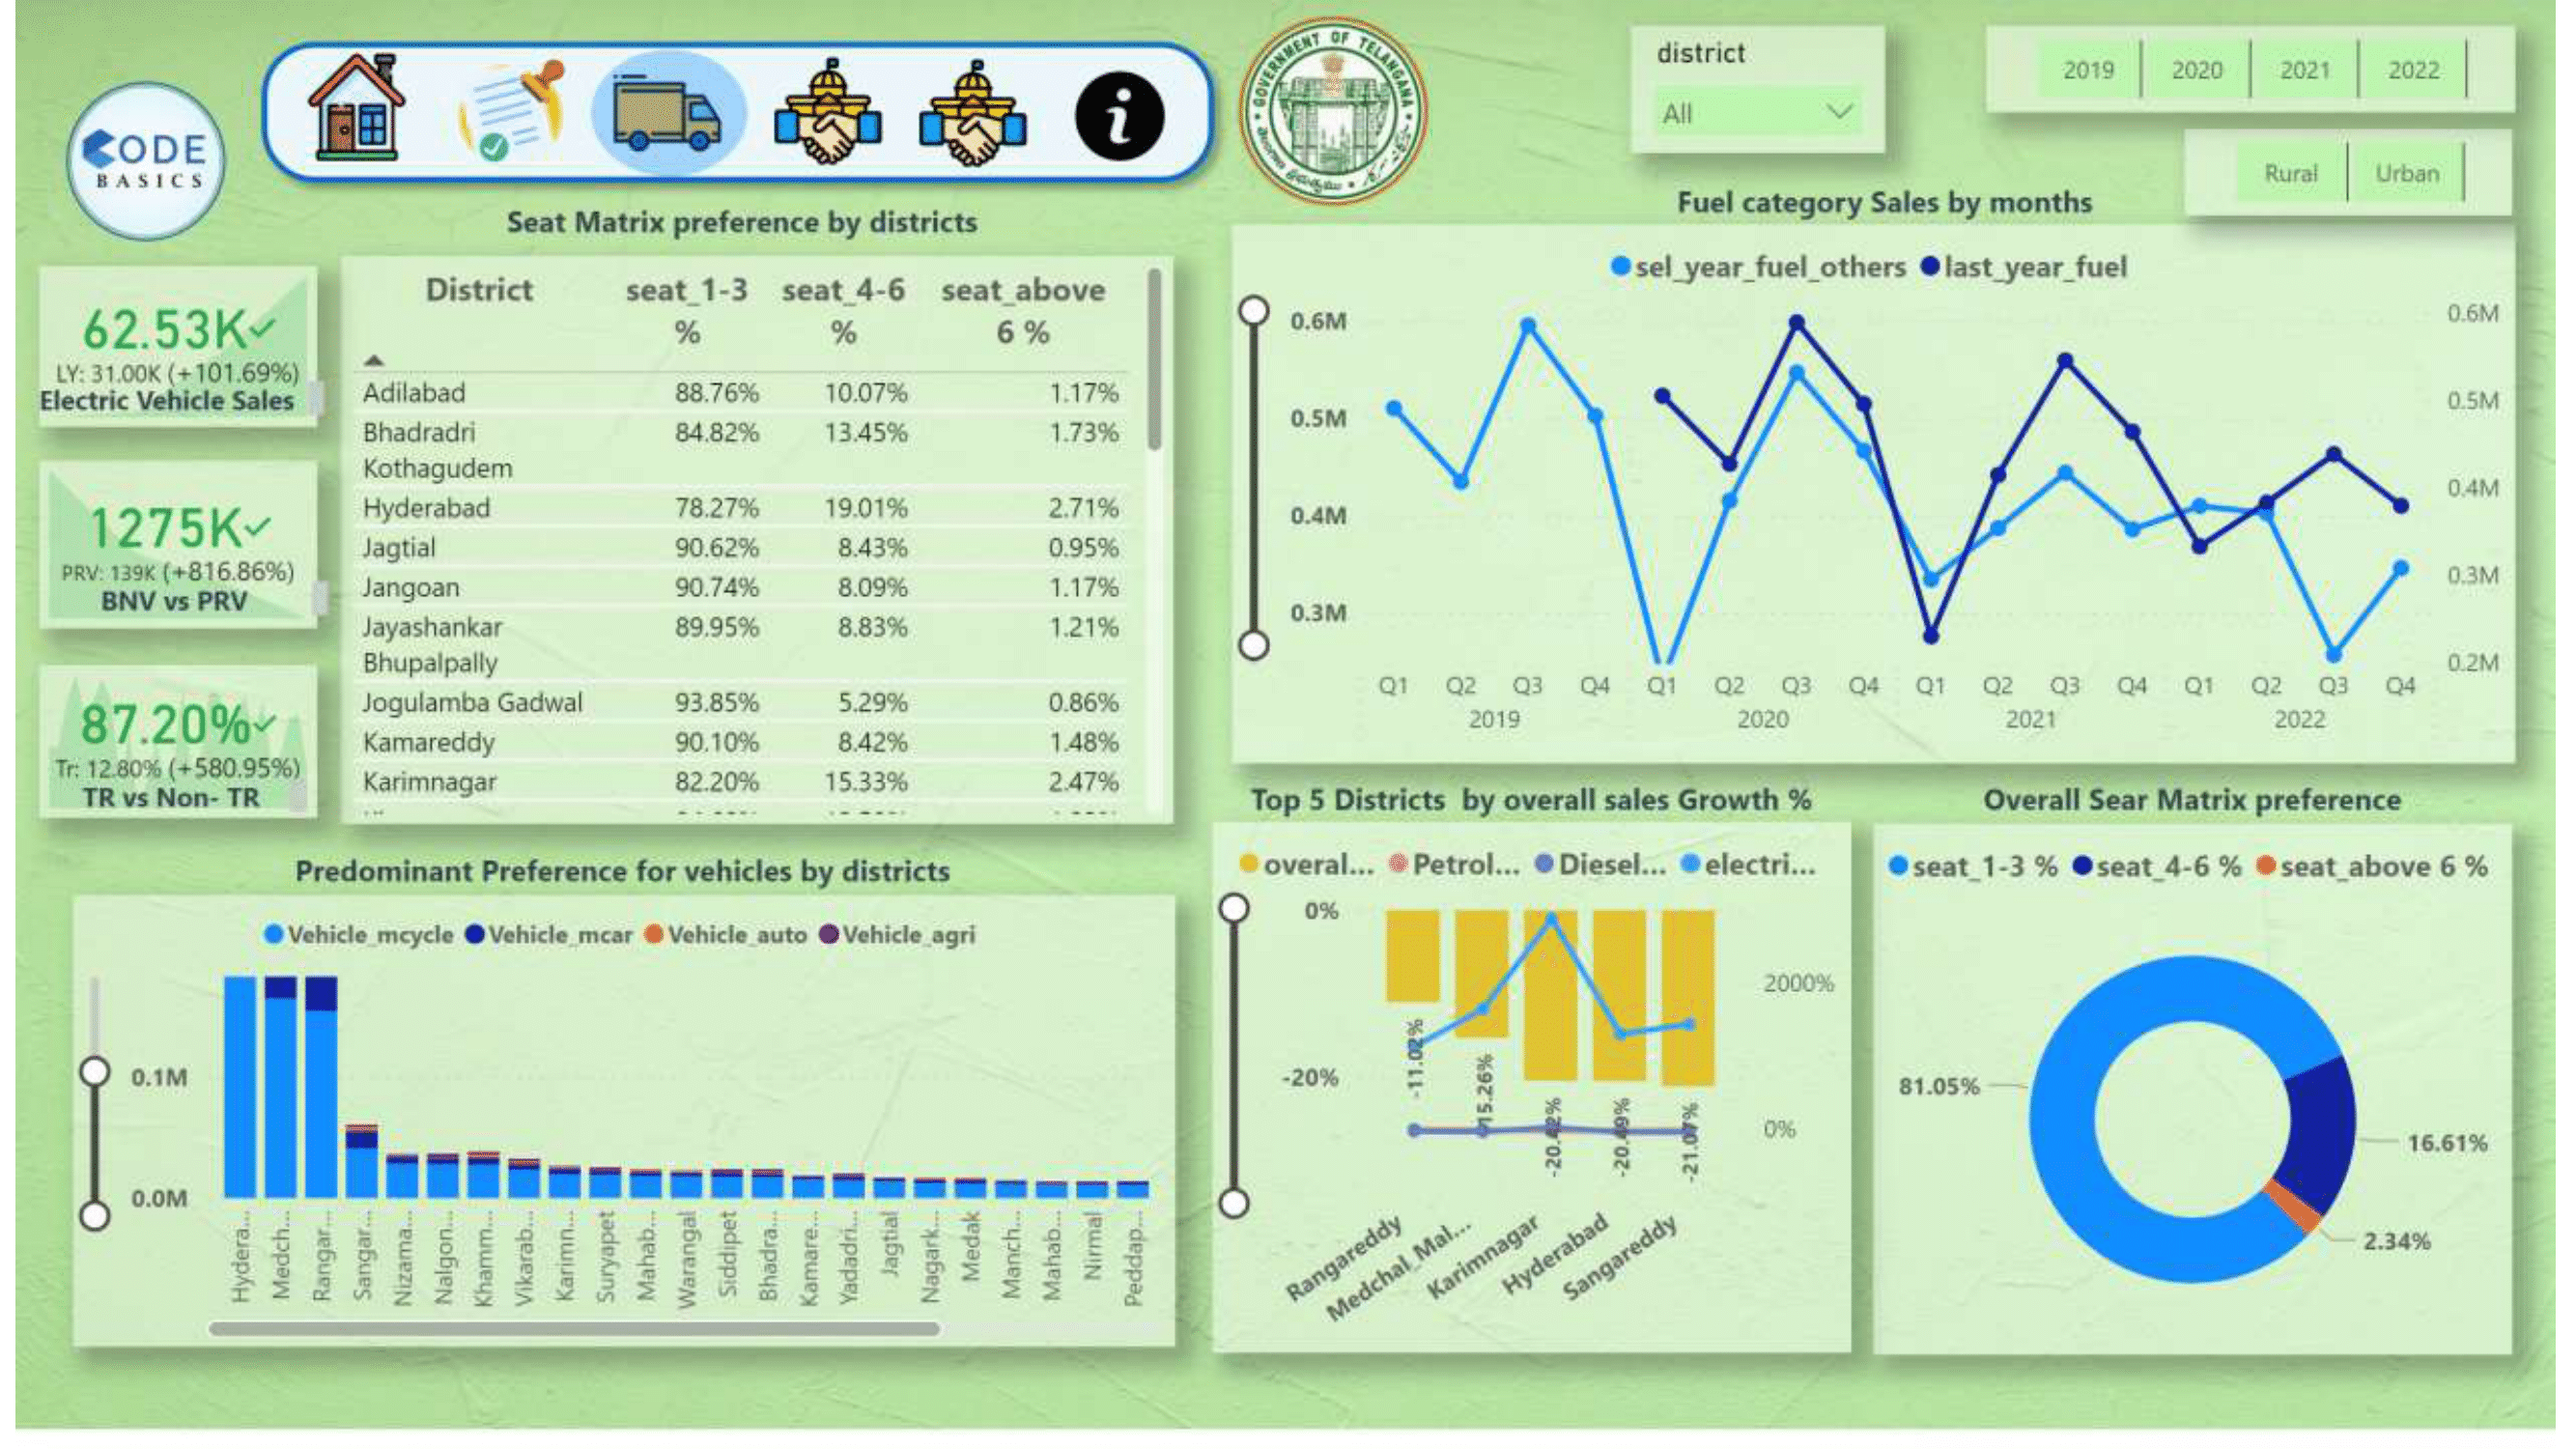 CODE
BASICS
GOVERNMENT OF TELANGANA
district
All
2019 2020 2021 2022
Rural Urban
62.53K
LY: 31.00K (+101.69%)
Electric Vehicle Sales
1275K
PRV: 139K (+816.86%)
BNV vs PRV
87.20%
Tr: 12.80% (+580.95%)
TR vs Non- TR
Seat Matrix preference by districts
District seat_1-3 seat_4-6 seat_above
% % 6 %
Adilabad 88.76% 10.07% 1.17%
Bhadradri 84.82% 13.45% 1.73%
Kothagudem
Hyderabad 78.27% 19.01% 2.71%
Jagtial 90.62% 8.43% 0.95%
Jangoan 90.74% 8.09% 1.17%
Jayashankar 89.95% 8.83% 1.21%
Bhupalpally
Jogulamba Gadwal 93.85% 5.29% 0.86%
Kamareddy 90.10% 8.42% 1.48%
Karimnagar 82.20% 15.33% 2.47%
Fuel category Sales by months
sel_year_fuel_others last_year_fuel
0.6M
0.5M
0.4M
0.3M
0.6M
0.5M
0.4M
0.3M
0.2M
Q1 Q2 Q3 Q4 Q1 Q2 Q3 Q4 Q1 Q2 Q3 Q4 Q1 Q2 Q3 Q4
2019 2020 2021 2022
Predominant Preference for vehicles by districts
Vehicle_mcycle Vehicle_mcar Vehicle_auto Vehicle_agri
0.1M
0.0M
Hydera...
Medch...
Rangar...
Sangar...
Nizama...
Nalgon...
Khamm...
Vikarab...
Karimn...
Suryapet
Mahab...
Warangal
Siddipet
Bhadra...
Kamare...
Yadadri...
Jagtial
Nagark...
Medak
Manch...
Mahab...
Nirmal
Peddap...
Top 5 Districts by overall sales Growth %
overal... Petrol... Diesel... electri...
0%
-20%
2000%
0%
-11.02%
-15.26%
-20.42%
-20.49%
-21.07%
Rangareddy
Medchal_Mal...
Karimnagar
Hyderabad
Sangareddy
Overall Sear Matrix preference
seat_1-3 % seat_4-6 % seat_above 6 %
81.05%
16.61%
2.34%